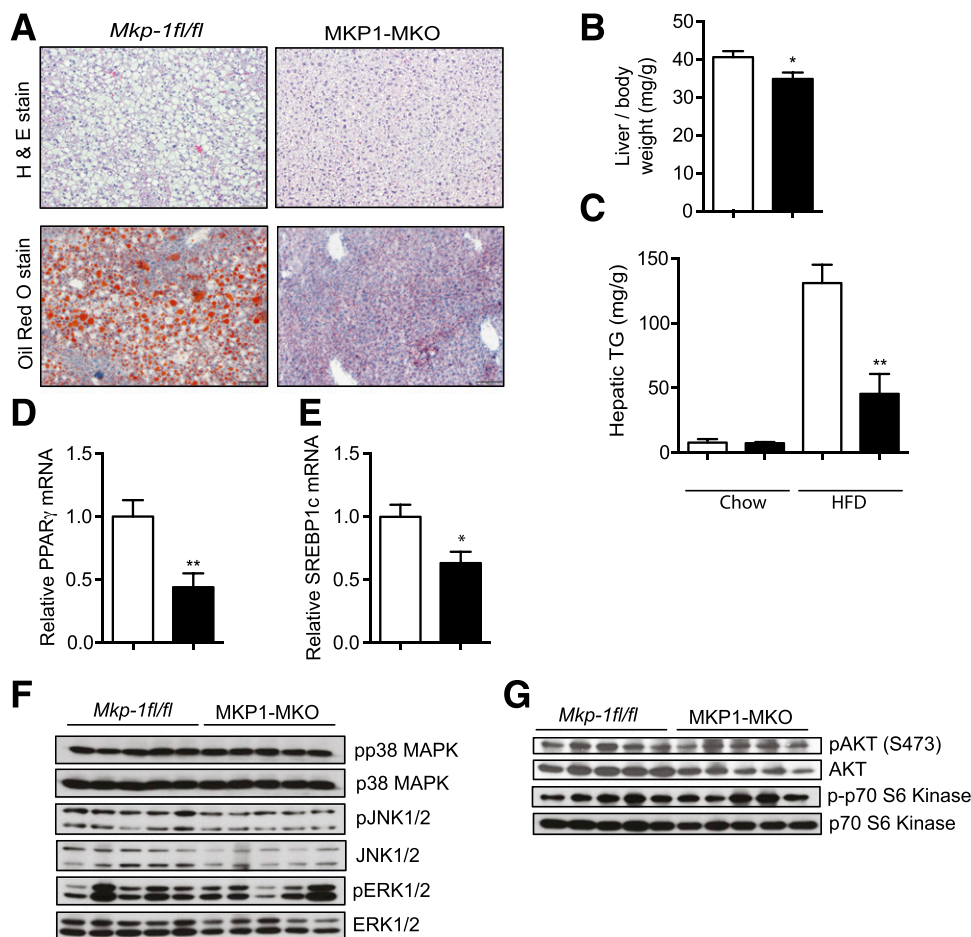 A
Mkp-1fl/fl
MKP1-MKO
H & E stain
Oil Red O stain
B
Liver / body
weight (mg/g)
50
40
30
20
10
0
*
C
Hepatic TG (mg/g)
150
100
50
0
**
Chow
HFD
D
Relative PPARγ mRNA
1.5
1.0
0.5
0.0
**
E
Relative SREBP1c mRNA
1.5
1.0
0.5
0.0
*
F
Mkp-1fl/fl
MKP1-MKO
pp38 MAPK
p38 MAPK
pJNK1/2
JNK1/2
pERK1/2
ERK1/2
G
Mkp-1fl/fl
MKP1-MKO
pAKT (S473)
AKT
p-p70 S6 Kinase
p70 S6 Kinase